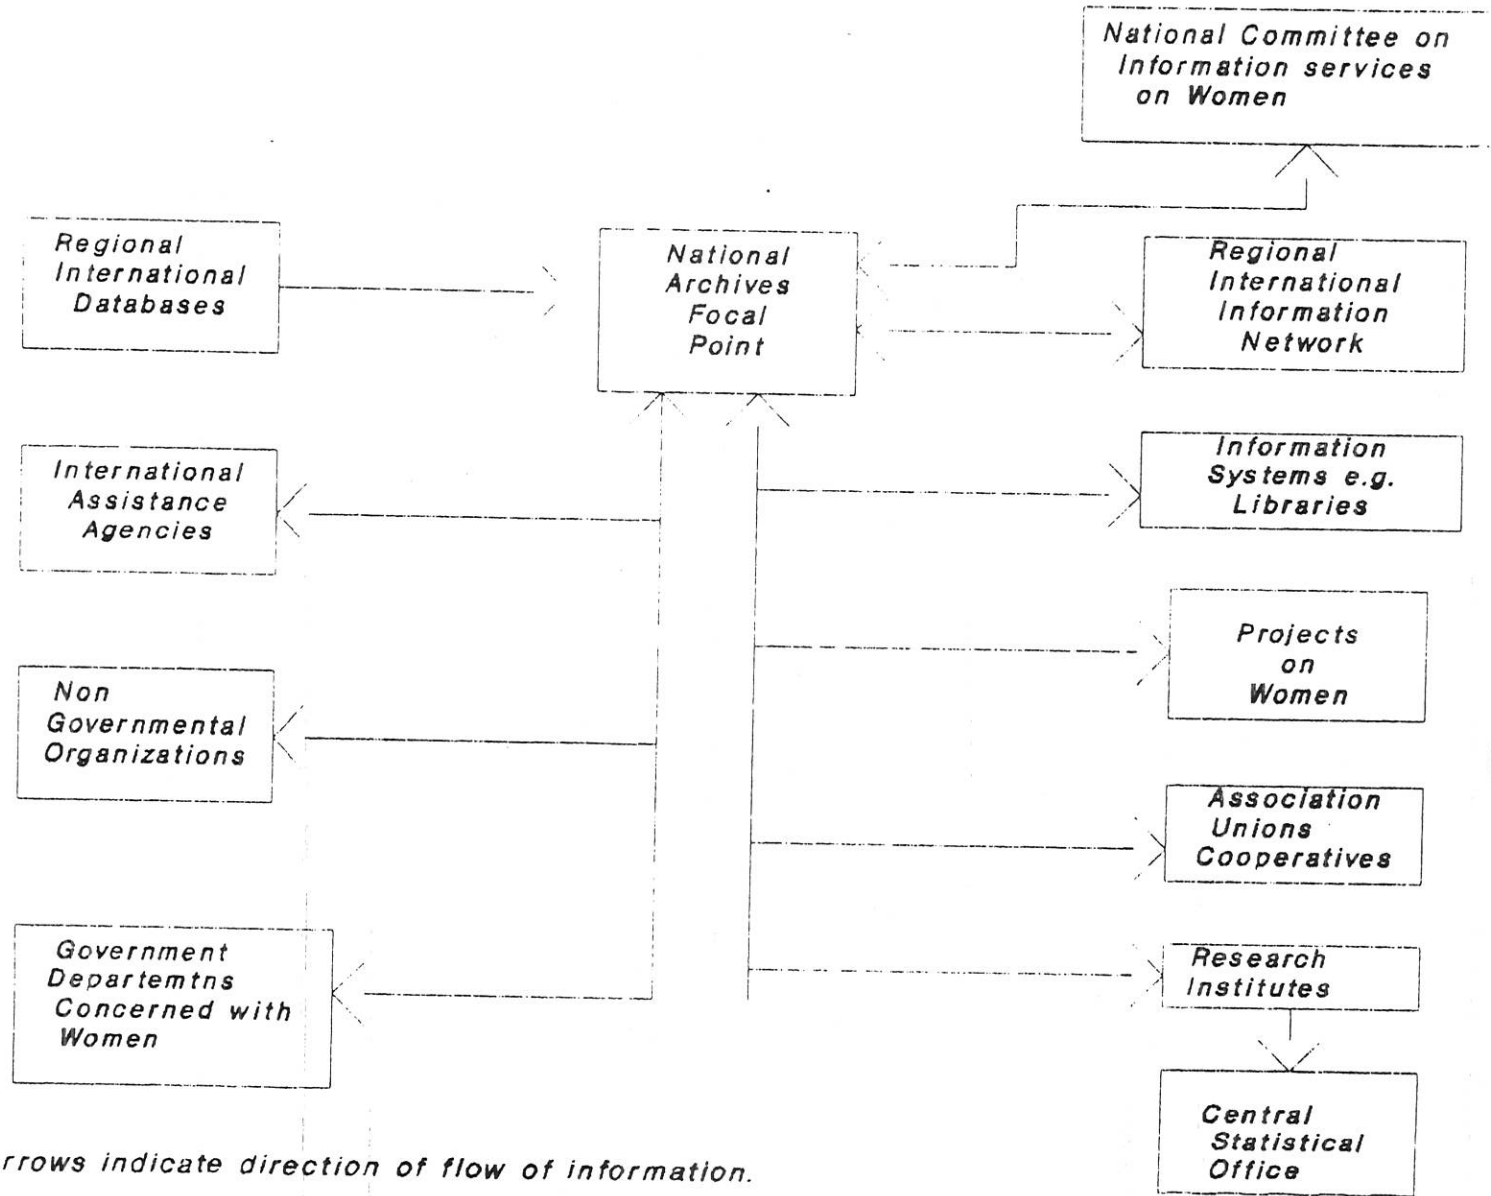 National Committee on
Information services
on Women
Regional
International
Databases
National
Archives
Focal
Point
Regional
International
Information
Network
International
Assistance
Agencies
Information
Systems e.g.
Libraries
Non
Governmental
Organizations
Projects
on
Women
Association
Unions
Cooperatives
Government
Departemtns
Concerned with
Women
Research
Institutes
Central
Statistical
Office
rrows indicate direction of flow of information.